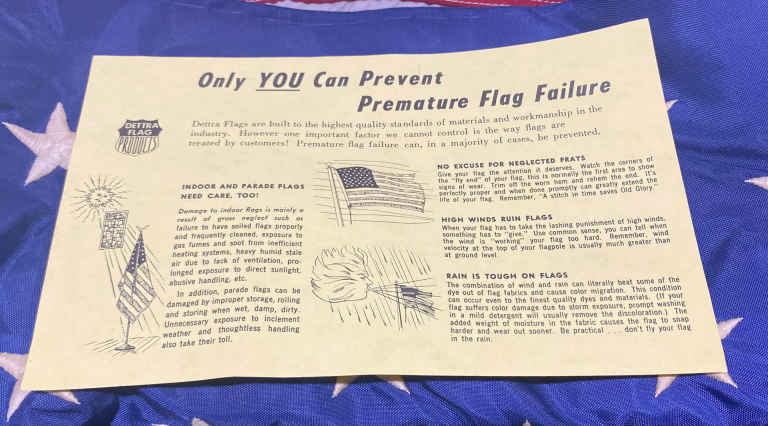 Only YOU Can Prevent
Premature Flag Failure
DETTRA
FLAG
PRODUCTS
Dettra Flags are built to the highest quality standards of materials and workmanship in the
industry. However one important factor we cannot control is the way flags are
treated by customers! Premature flag failure can, in a majority of cases, be prevented.
INDOOR AND PARADE FLAGS
NEED CARE, TOO!
Damage to indoor flags is mainly a
result of gross neglect such as
failure to have soiled flags properly
and frequently cleaned, exposure to
gas fumes and soot from inefficient
heating systems, heavy humid stale
air due to lack of ventilation, pro-
longed exposure to direct sunlight,
abusive handling, etc.
In addition, parade flags can be
damaged by improper storage, rolling
and storing when wet, damp, dirty.
Unnecessary exposure to inclement
weather and thoughtless handling
also take their toll.
NO EXCUSE FOR NEGLECTED FRAYS
Give your flag the attention it deserves. Watch the corners of
the "fly end" of your flag, this is normally the first area to show
signs of wear. Trim off the worn hem and rehem the end. It's
perfectly proper and when done promptly can greatly extend the
life of your flag. Remember, "A stitch in time saves Old Glory."
HIGH WINDS RUIN FLAGS
When your flag has to take the lashing punishment of high winds,
something has to "give." Use common sense, you can tell when
the wind is "working" your flag too hard. Remember, wind
velocity at the top of your flagpole is usually much greater than
at ground level.
RAIN IS TOUGH ON FLAGS
The combination of wind and rain can literally beat some of the
dye out of flag fabrics and cause color migration. This condition
can occur even to the finest quality dyes and materials. (If your
flag suffers color damage due to storm exposure, prompt washing
in a mild detergent will usually remove the discoloration.) The
added weight of moisture in the fabric causes the flag to snap
harder and wear out sooner. Be practical . . . don't fly your flag
in the rain.